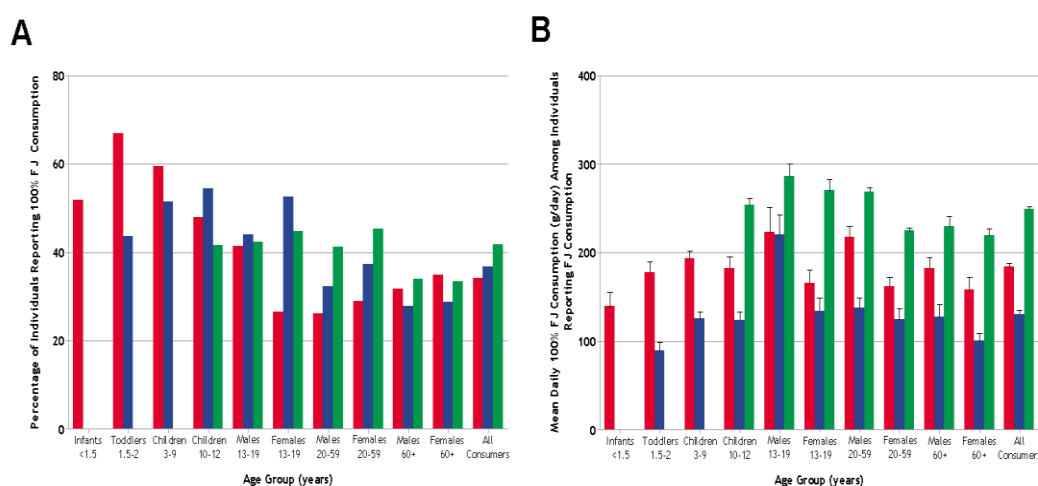 A
B
Percentage of Individuals Reporting 100% FJ Consumption
80
60
40
20
0
Infants Toddlers Children Children Males Females Males Females Males Females All
<1.5 1.5-2 3-9 10-12 13-19 13-19 20-59 20-59 60+ 60+ Consumers
Age Group (years)
Mean Daily 100% FJ Consumption (g/day) Among Individuals
Reporting FJ Consumption
400
300
200
100
0
Infants Toddlers Children Children Males Females Males Females Males Females All
<1.5 1.5-2 3-9 10-12 13-19 13-19 20-59 20-59 60+ 60+ Consumers
Age Group (years)